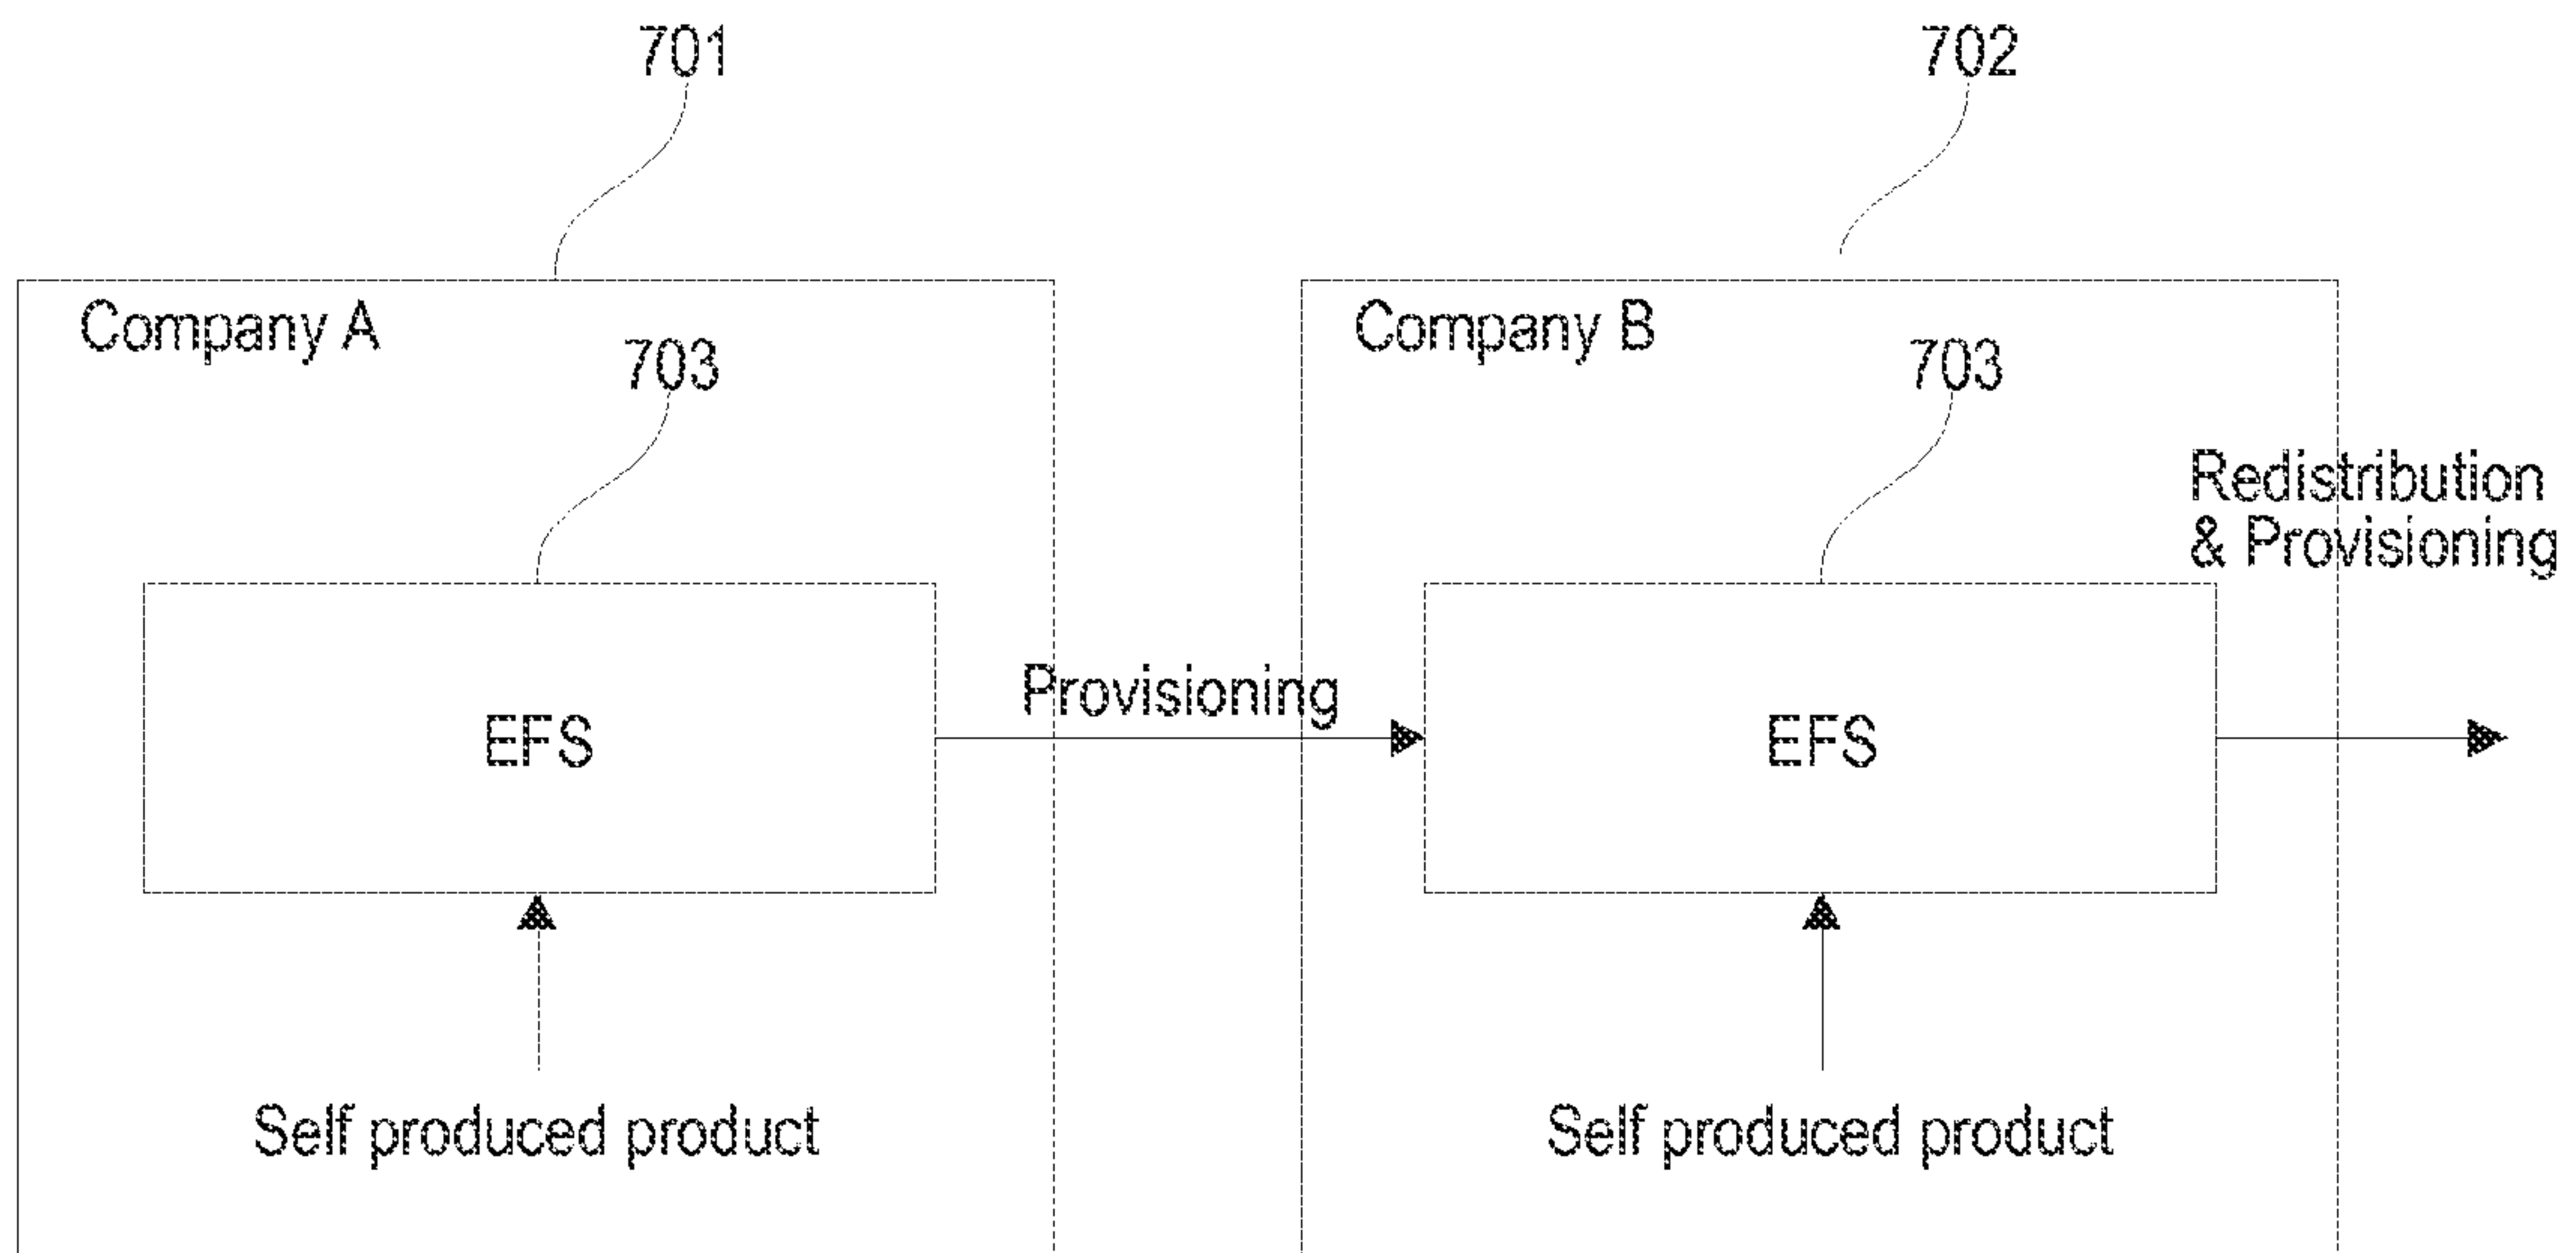 701
702
Company A
Company B
703
703
Redistribution
& Provisioning
Provisioning
EFS
EFS
Self produced product
Self produced product